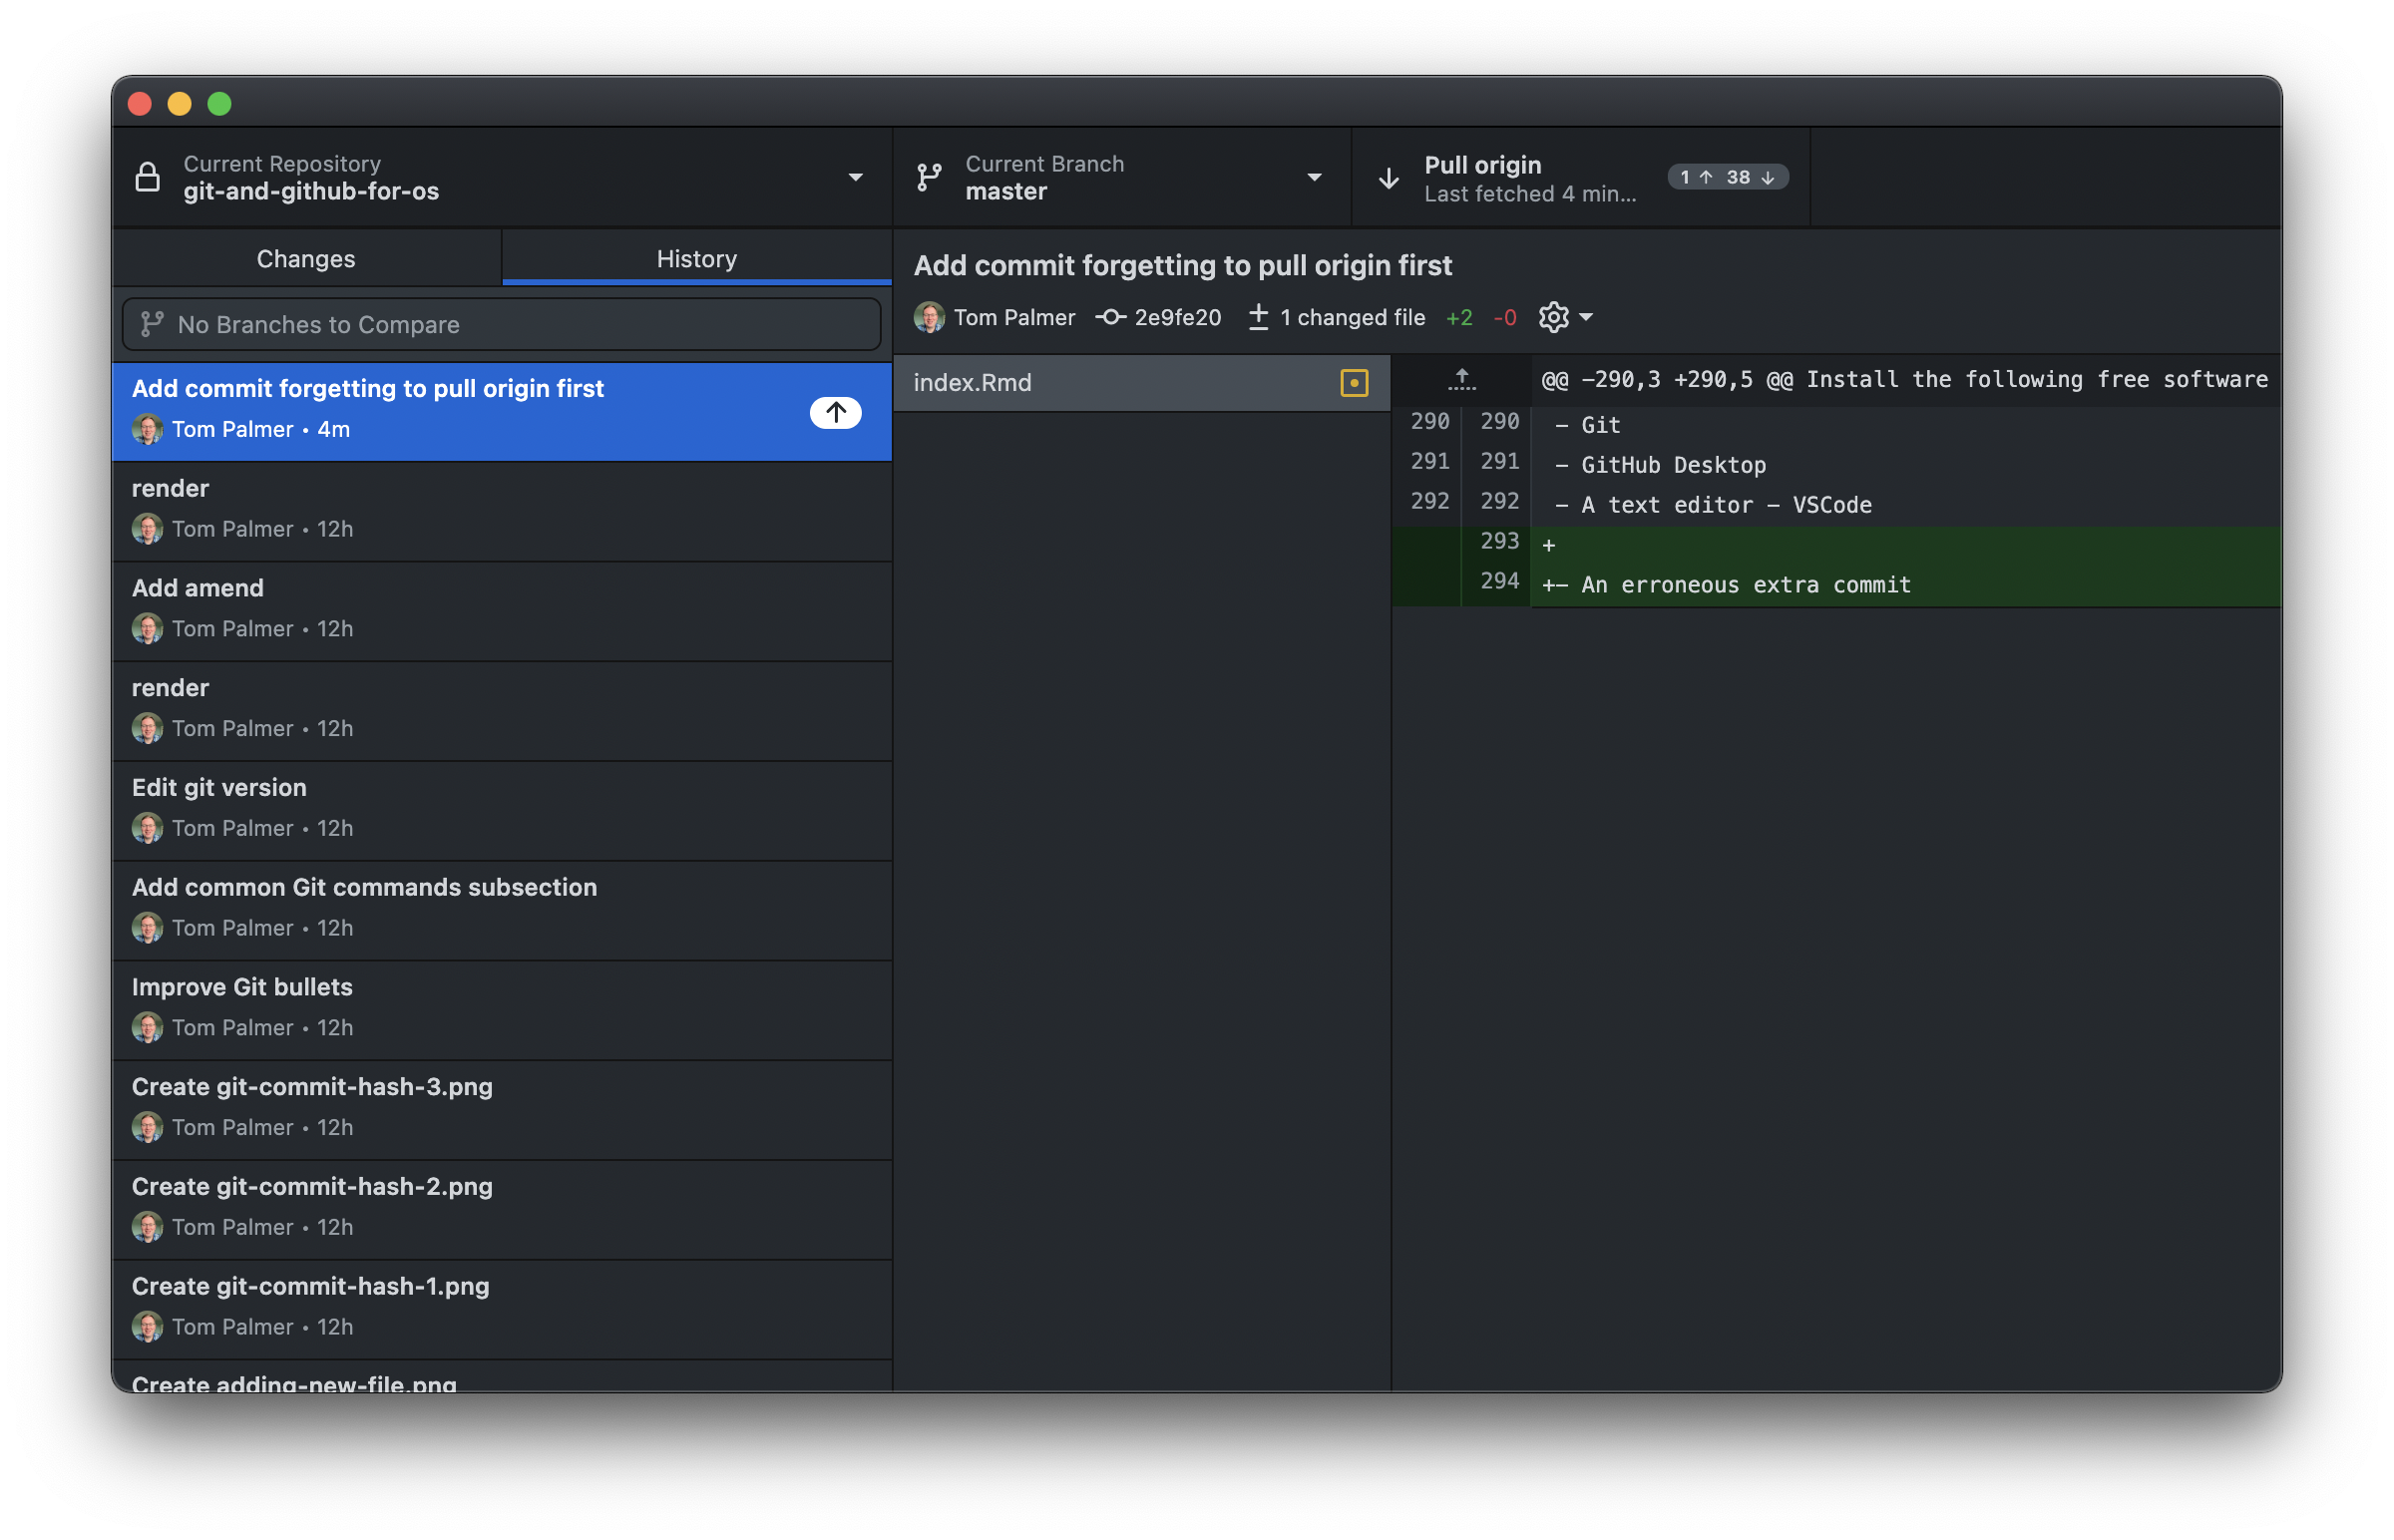 Current Repository
git-and-github-for-os
Current Branch
master
Pull origin
Last fetched 4 min...
1 ↑ 38 ↓
Changes
History
No Branches to Compare
Add commit forgetting to pull origin first
Tom Palmer • 4m
render
Tom Palmer • 12h
Add amend
Tom Palmer • 12h
render
Tom Palmer • 12h
Edit git version
Tom Palmer • 12h
Add common Git commands subsection
Tom Palmer • 12h
Improve Git bullets
Tom Palmer • 12h
Create git-commit-hash-3.png
Tom Palmer • 12h
Create git-commit-hash-2.png
Tom Palmer • 12h
Create git-commit-hash-1.png
Tom Palmer • 12h
Create adding-new-file.png
Add commit forgetting to pull origin first
Tom Palmer 2e9fe20 1 changed file +2 -0
index.Rmd
@@ -290,3 +290,5 @@ Install the following free software
290 290 - Git
291 291 - GitHub Desktop
292 292 - A text editor - VSCode
293 +
294 +- An erroneous extra commit